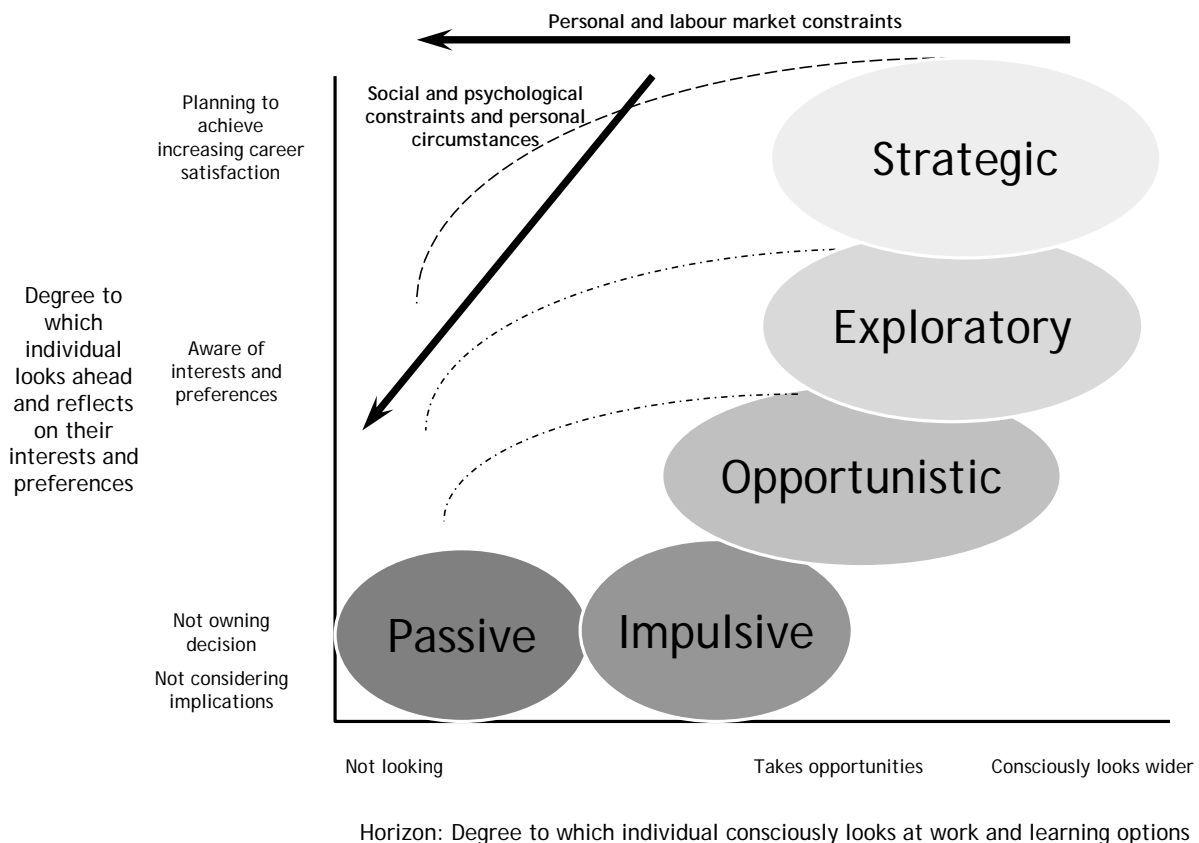 Personal and labour market constraints
Social and psychological
constraints and personal
circumstances
Planning to
achieve
increasing career
satisfaction
Strategic
Degree to
which
individual
looks ahead
and reflects
on their
interests and
preferences
Aware of
interests and
preferences
Exploratory
Opportunistic
Not owning
decision
Not considering
implications
Passive
Impulsive
Not looking
Takes opportunities
Consciously looks wider
Horizon: Degree to which individual consciously looks at work and learning options